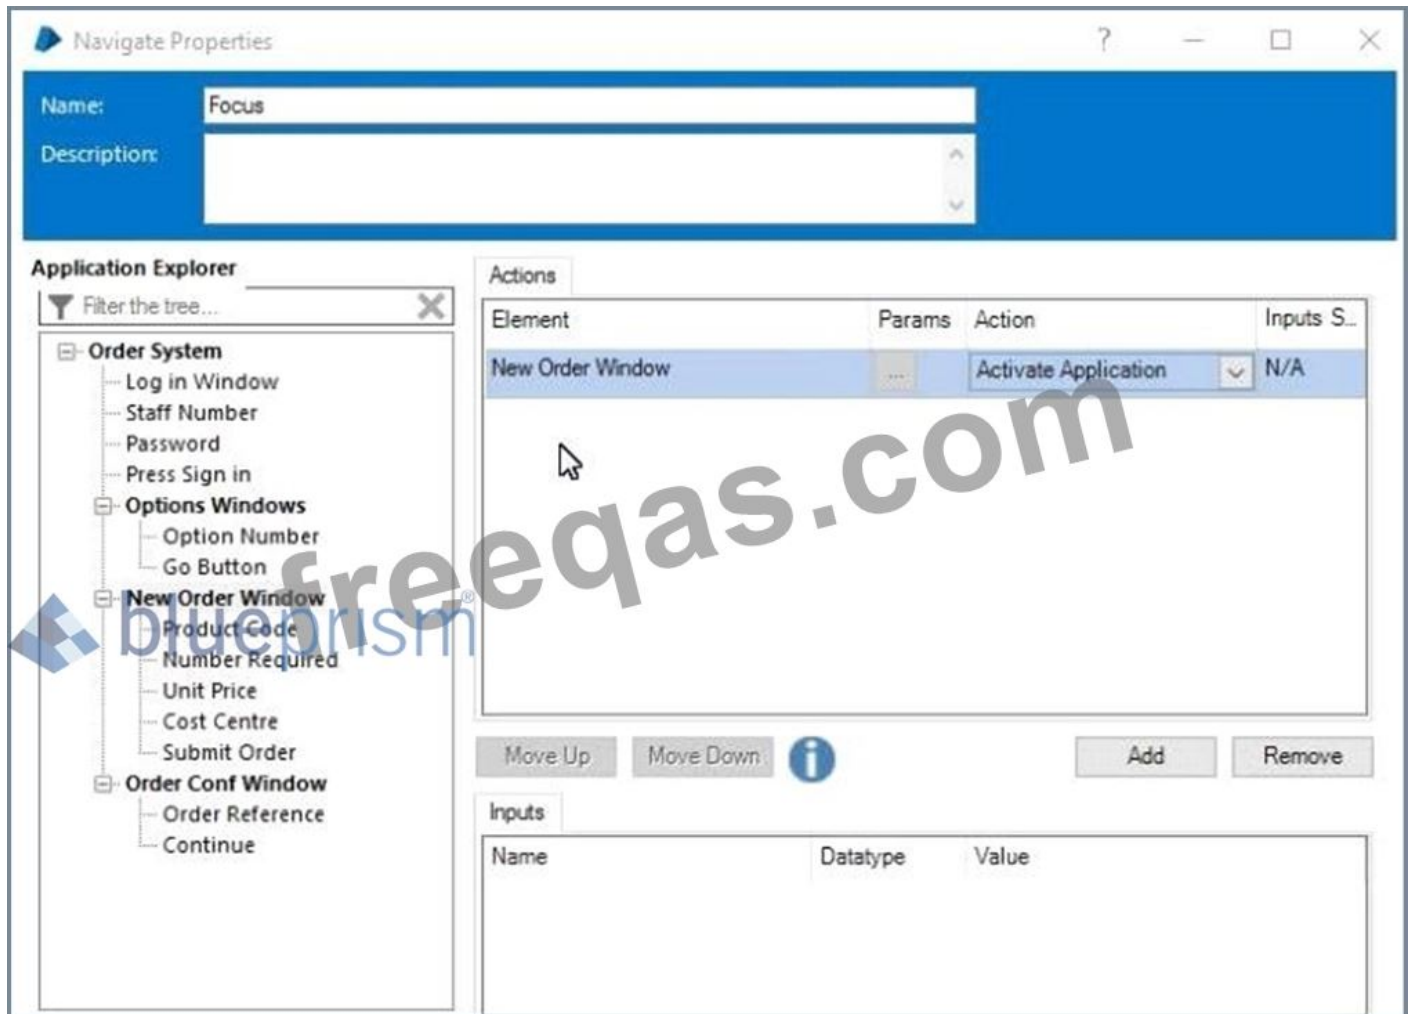 Navigate Properties
?
Name:
Focus
Description:
Application Explorer
Filter the tree...
Order System
Log in Window
Staff Number
Password
Press Sign in
Options Windows
Option Number
Go Button
New Order Window
Product Code
Number Required
Unit Price
Cost Centre
Submit Order
Order Conf Window
Order Reference
Continue
Actions
Element Params Action Inputs S...
New Order Window ... Activate Application N/A
Move Up Move Down i Add Remove
Inputs
Name Datatype Value
freeqas.com
blueprism®